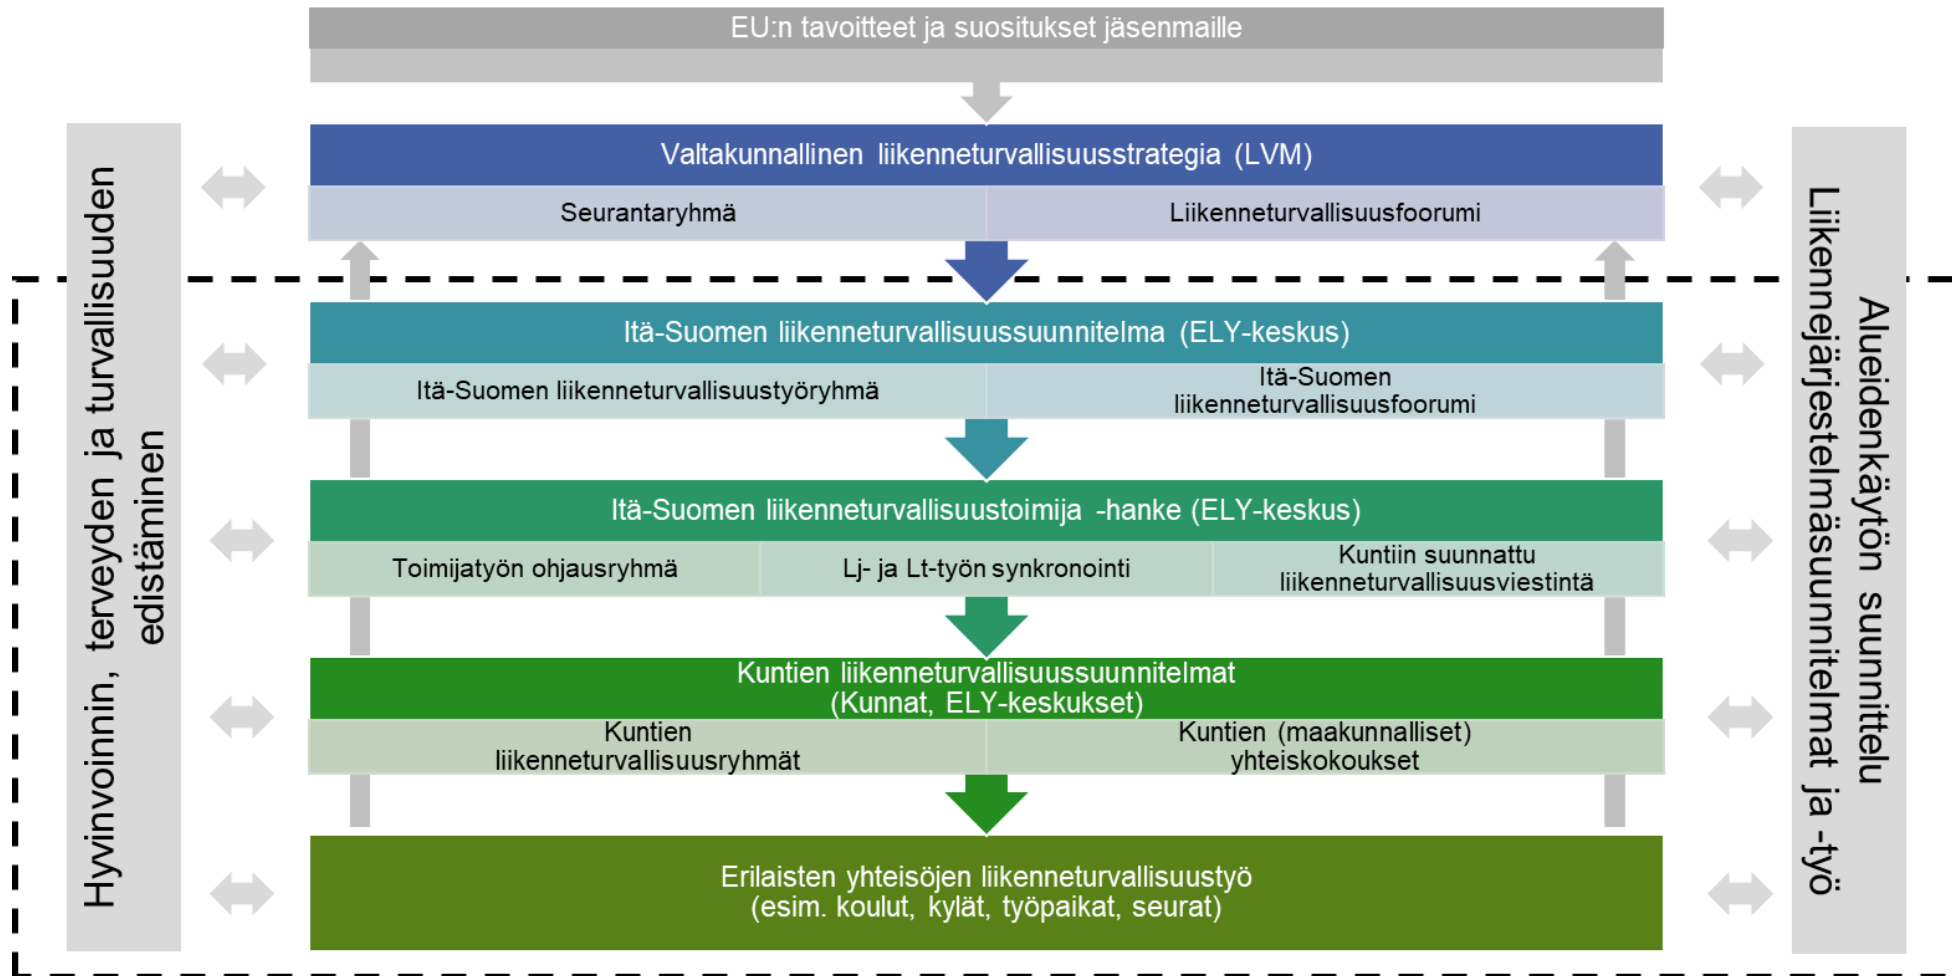 EU:n tavoitteet ja suositukset jäsenmaille
Valtakunnallinen liikenneturvallisuusstrategia (LVM)
Seurantaryhmä
Liikenneturvallisuusfoorumi
Itä-Suomen liikenneturvallisuussuunnitelma (ELY-keskus)
Itä-Suomen liikenneturvallisuustyöryhmä
Itä-Suomen
liikenneturvallisuusfoorumi
Itä-Suomen liikenneturvallisuustoimija -hanke (ELY-keskus)
Toimijatyön ohjausryhmä
Lj- ja Lt-työn synkronointi
Kuntiin suunnattu
liikenneturvallisuusviestintä
Kuntien liikenneturvallisuussuunnitelmat
(Kunnat, ELY-keskukset)
Kuntien
liikenneturvallisuusryhmät
Kuntien (maakunnalliset)
yhteiskokoukset
Erilaisten yhteisöjen liikenneturvallisuustyö
(esim. koulut, kylät, työpaikat, seurat)
Hyvinvoinnin, terveyden ja turvallisuuden
edistäminen
Alueidenkäytön suunnittelu
Liikennejärjestelmäsuunnitelmat ja -työ